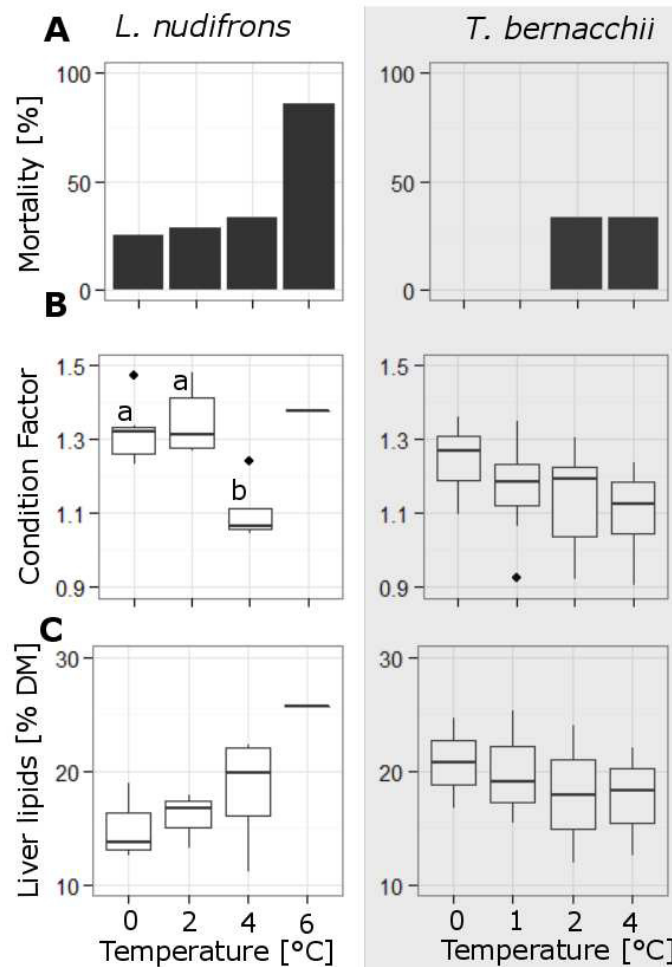 A L. nudifrons T. bernacchii
Mortality [%]
100
50
0
100
50
0
B
Condition Factor
1.5
1.3
1.1
0.9
a
a
b
1.5
1.3
1.1
0.9
C
Liver lipids [% DM]
30
20
10
30
20
10
0 2 4 6
Temperature [°C]
0 1 2 4
Temperature [°C]